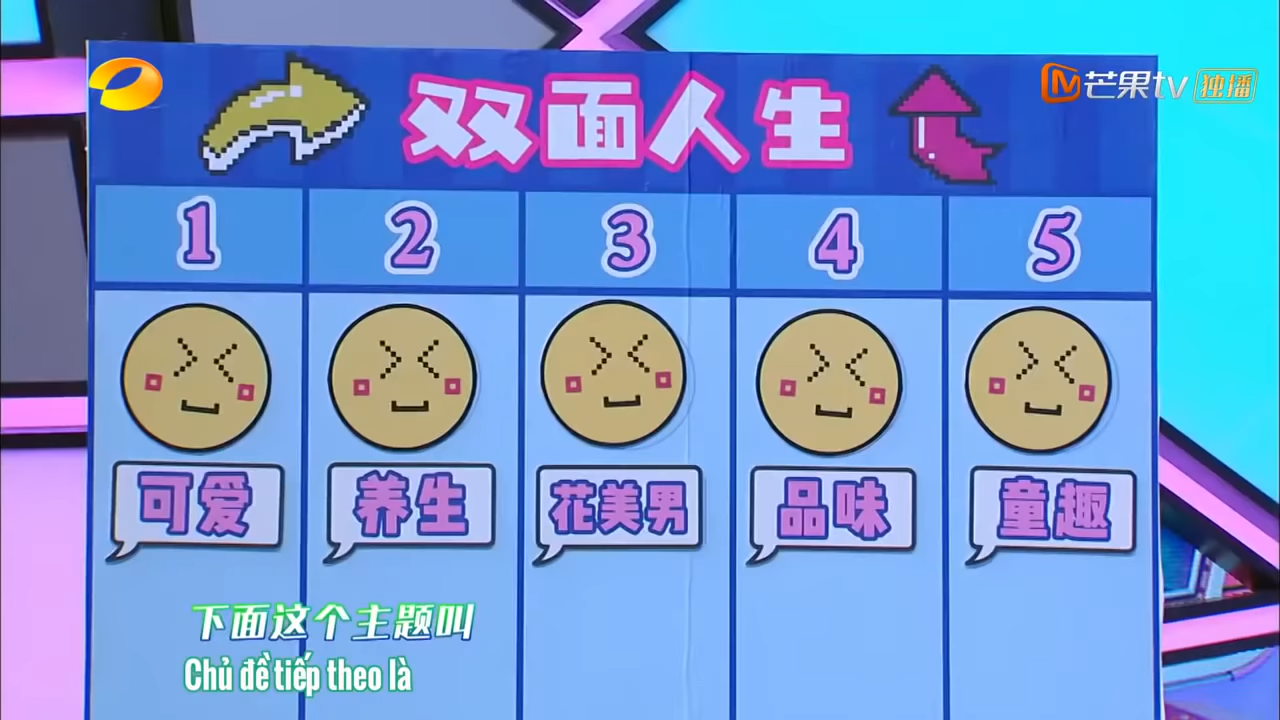 双面人生
芒果tv 独播
1 2 3 4 5
可爱 养生 花美男 品味 童趣
下面这个主题叫
Chủ đề tiếp theo là